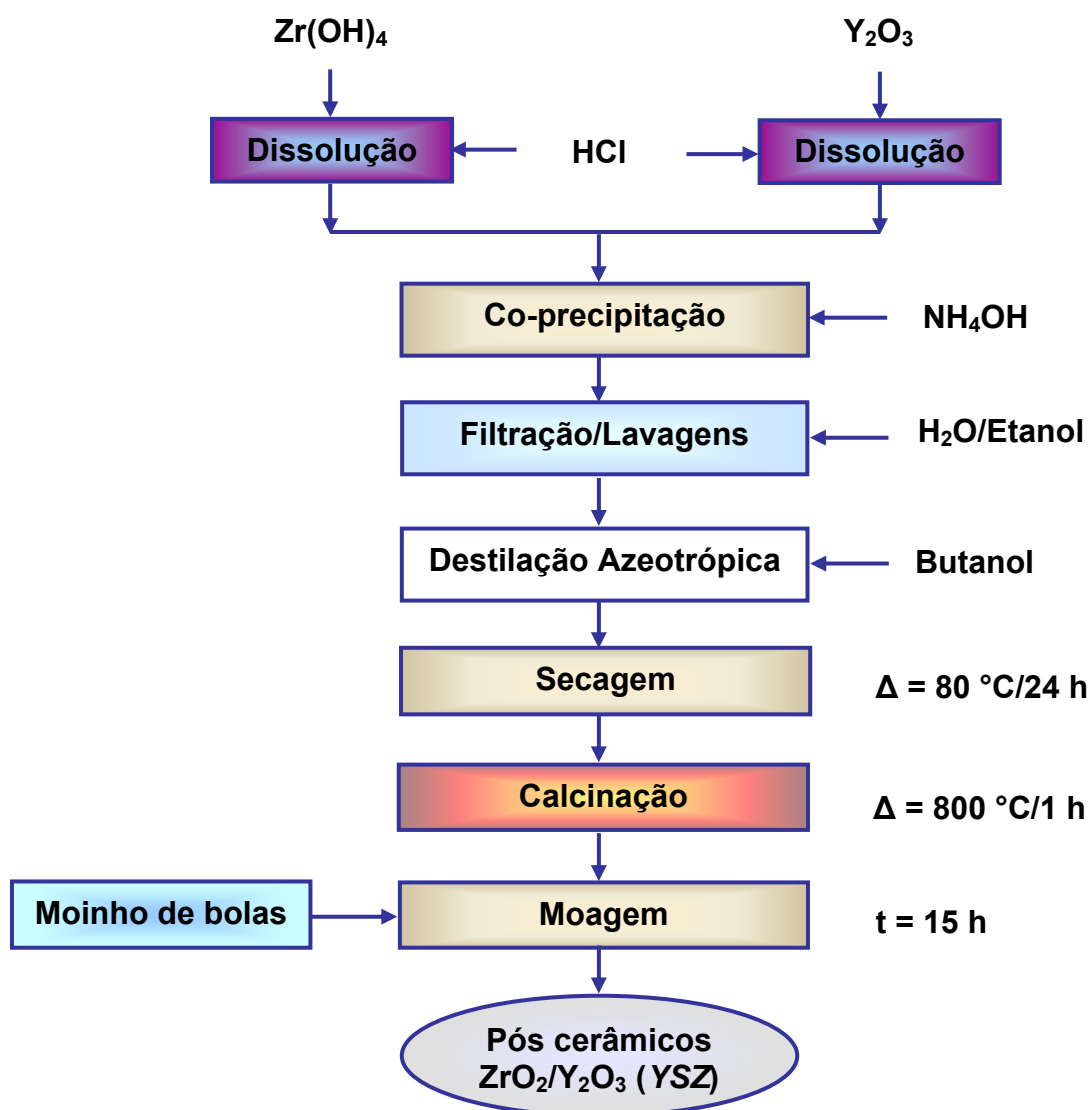 Zr(OH)₄
Y₂O₃
Dissolução
HCl
Dissolução
Co-precipitação
NH₄OH
Filtração/Lavagens
H₂O/Etanol
Destilação Azeotrópica
Butanol
Secagem
Δ = 80 °C/24 h
Calcinação
Δ = 800 °C/1 h
Moinho de bolas
Moagem
t = 15 h
Pós cerâmicos
ZrO₂/Y₂O₃ (YSZ)